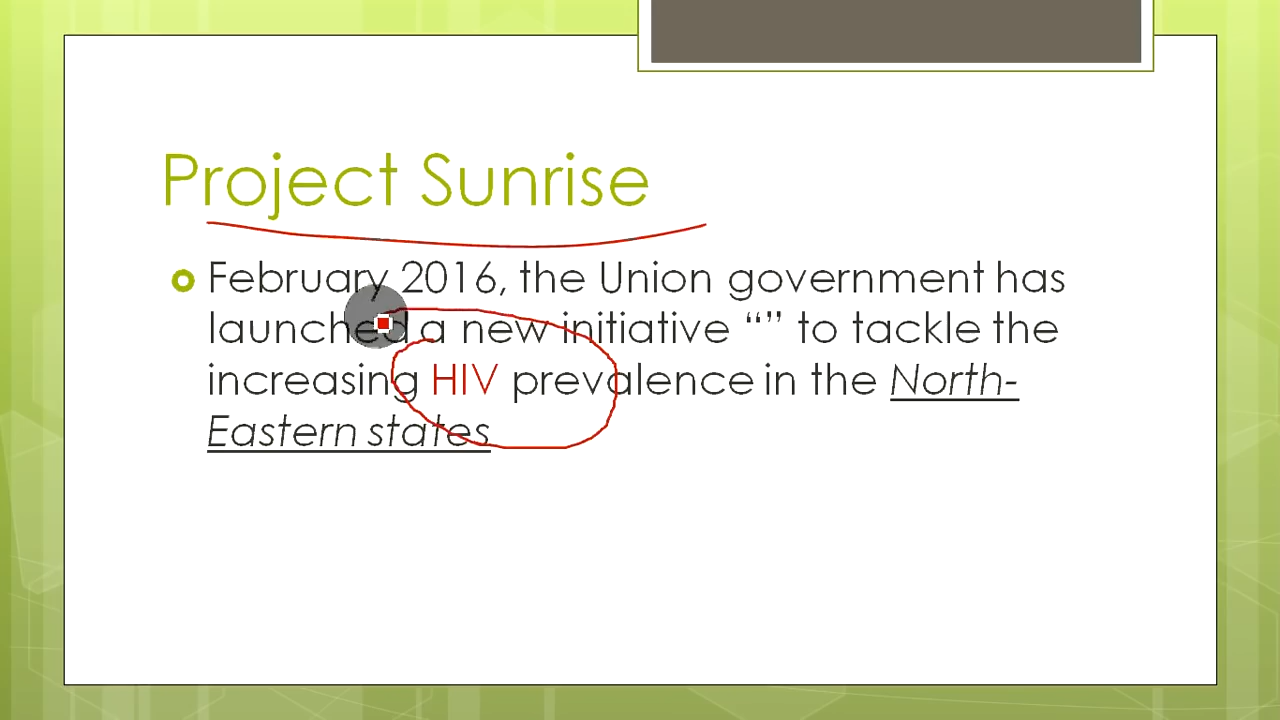 Project Sunrise
February 2016, the Union government has
launched a new initiative “” to tackle the
increasing HIV prevalence in the North-
Eastern states